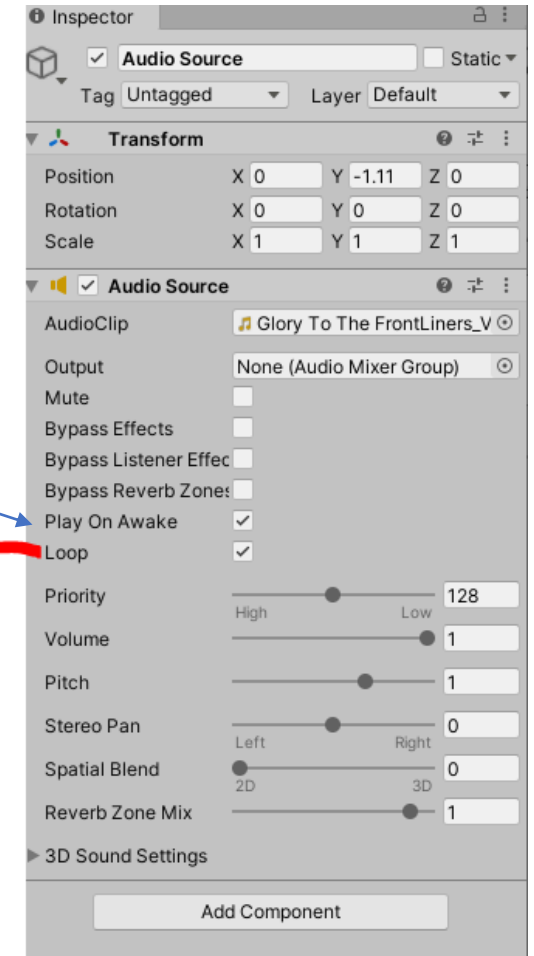 Inspector
Audio Source Static
Tag Untagged Layer Default
Transform
Position X 0 Y -1.11 Z 0
Rotation X 0 Y 0 Z 0
Scale X 1 Y 1 Z 1
Audio Source
AudioClip Glory To The FrontLiners_V
Output None (Audio Mixer Group)
Mute
Bypass Effects
Bypass Listener Effec
Bypass Reverb Zones
Play On Awake
Loop
Priority 128
High Low
Volume 1
Pitch 1
Stereo Pan 0
Left Right
Spatial Blend 0
2D 3D
Reverb Zone Mix 1
3D Sound Settings
Add Component